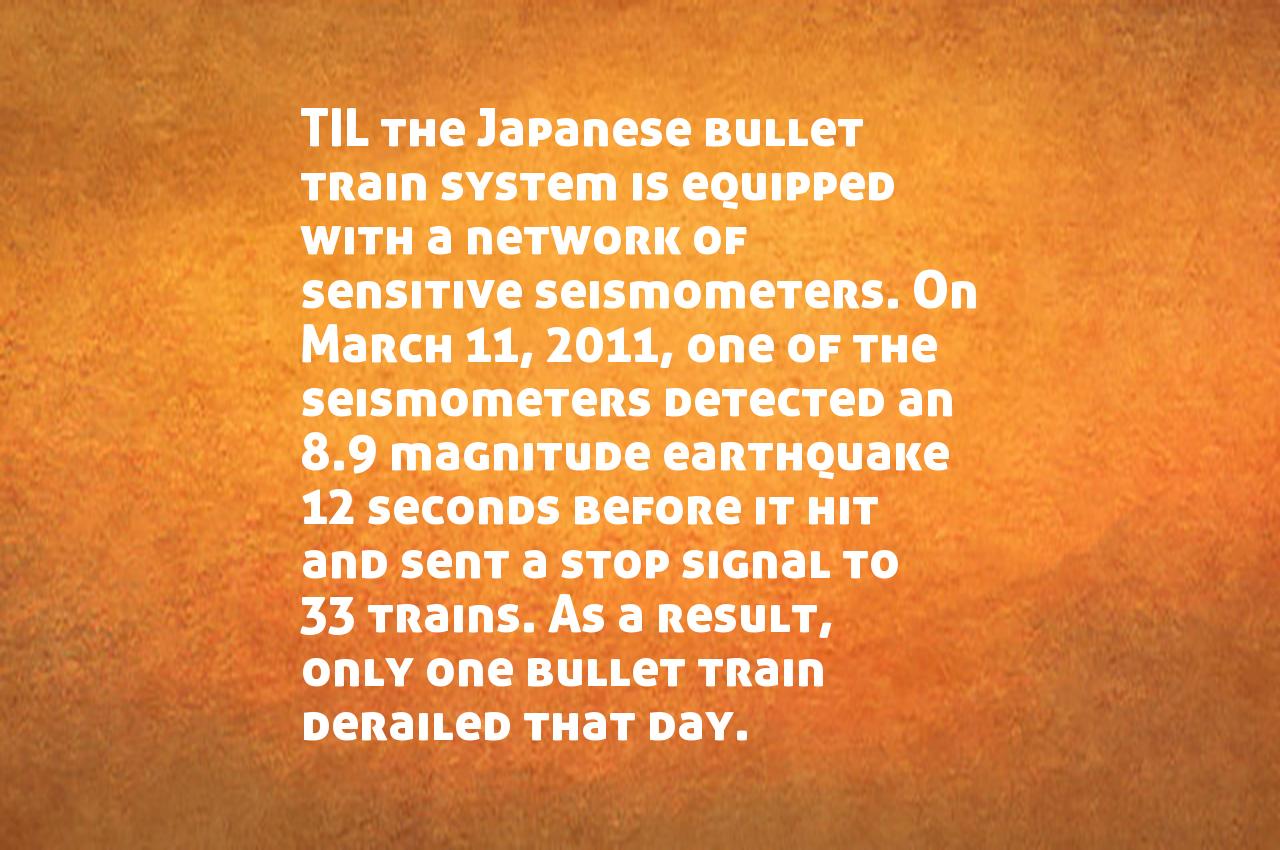 TIL the Japanese bullet
train system is equipped
with a network of
sensitive seismometers. On
March 11, 2011, one of the
seismometers detected an
8.9 magnitude earthquake
12 seconds before it hit
and sent a stop signal to
33 trains. As a result,
only one bullet train
derailed that day.